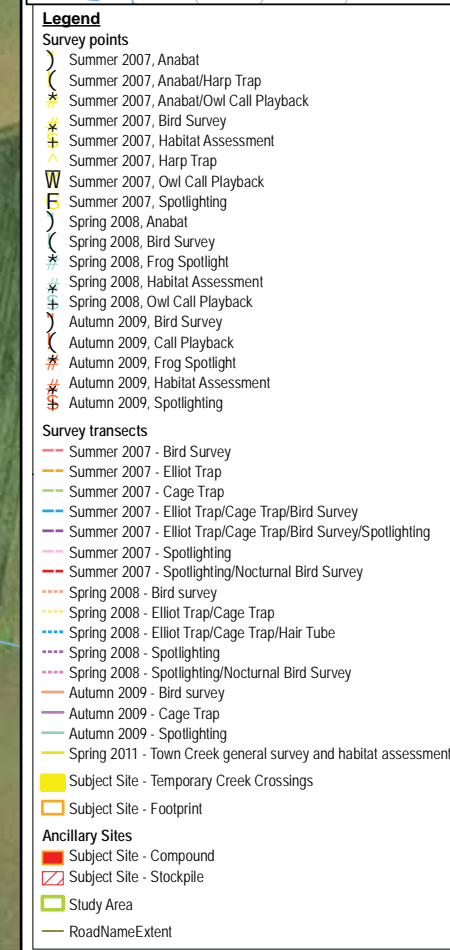 Legend
Survey points
Summer 2007, Anabat
Summer 2007, Anabat/Harp Trap
Summer 2007, Anabat/Owl Call Playback
Summer 2007, Bird Survey
Summer 2007, Habitat Assessment
Summer 2007, Harp Trap
Summer 2007, Owl Call Playback
Summer 2007, Spotlighting
Spring 2008, Anabat
Spring 2008, Bird Survey
Spring 2008, Frog Spotlight
Spring 2008, Habitat Assessment
Spring 2008, Owl Call Playback
Autumn 2009, Bird Survey
Autumn 2009, Call Playback
Autumn 2009, Frog Spotlight
Autumn 2009, Habitat Assessment
Autumn 2009, Spotlighting
Survey transects
Summer 2007 - Bird Survey
Summer 2007 - Elliot Trap
Summer 2007 - Cage Trap
Summer 2007 - Elliot Trap/Cage Trap/Bird Survey
Summer 2007 - Elliot Trap/Cage Trap/Bird Survey/Spotlighting
Summer 2007 - Spotlighting
Summer 2007 - Spotlighting/Nocturnal Bird Survey
Spring 2008 - Bird survey
Spring 2008 - Elliot Trap/Cage Trap
Spring 2008 - Elliot Trap/Cage Trap/Hair Tube
Spring 2008 - Spotlighting
Spring 2008 - Spotlighting/Nocturnal Bird Survey
Autumn 2009 - Bird survey
Autumn 2009 - Cage Trap
Autumn 2009 - Spotlighting
Spring 2011 - Town Creek general survey and habitat assessment
Subject Site - Temporary Creek Crossings
Subject Site - Footprint
Ancillary Sites
Subject Site - Compound
Subject Site - Stockpile
Study Area
RoadNameExtent